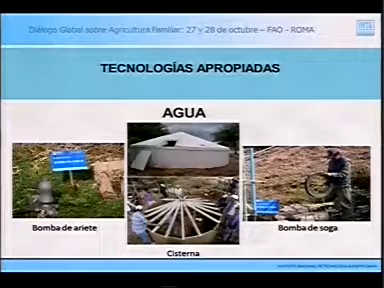 Diálogo Global sobre Agricultura Familiar: 27 y 28 de octubre – FAO - ROMA
INTA
TECNOLOGÍAS APROPIADAS
AGUA
Bomba de ariete
Bomba de soga
Cisterna